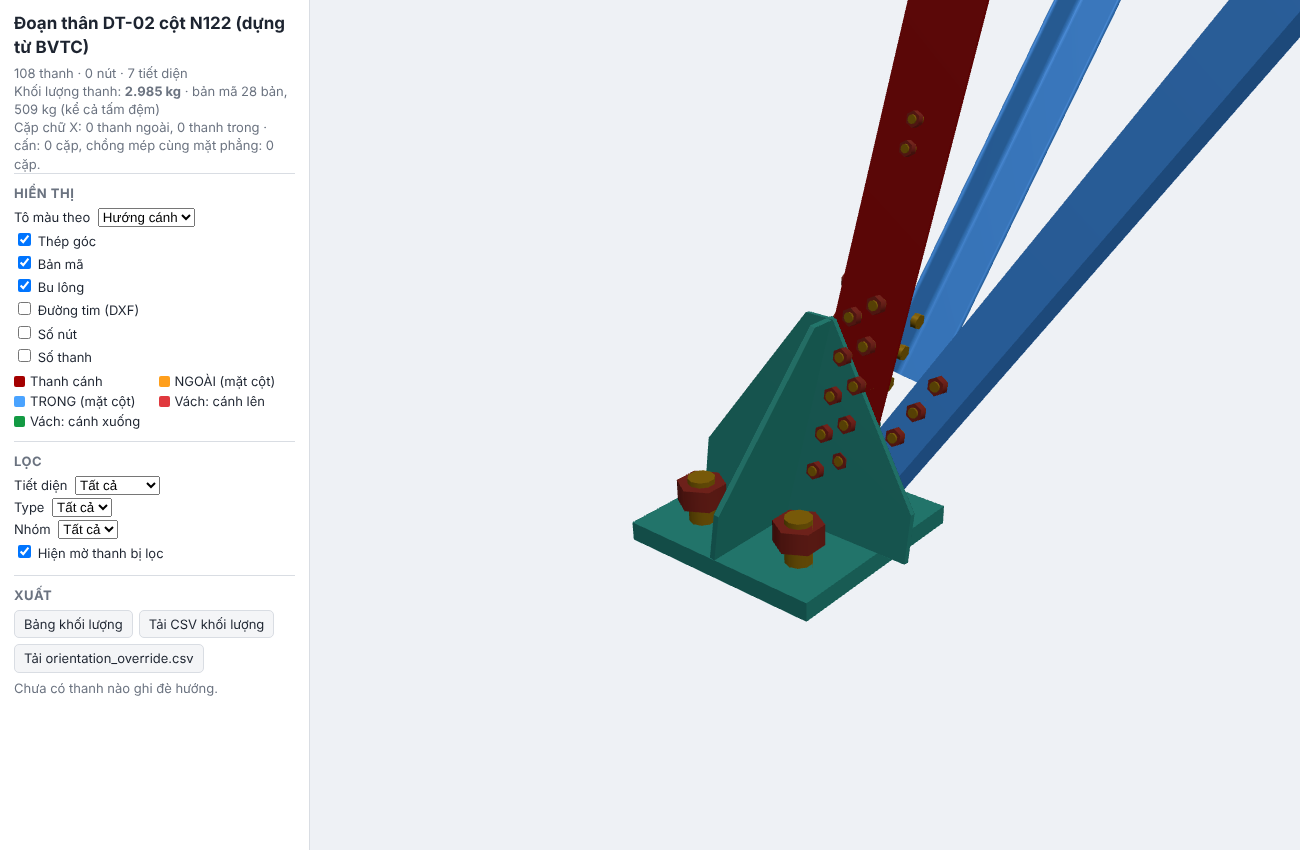 Đoạn thân DT-02 cột N122 (dựng
từ BVTC)
108 thanh · 0 nút · 7 tiết diện
Khối lượng thanh: 2.985 kg · bản mã 28 bản,
509 kg (kể cả tấm đệm)
Cặp chữ X: 0 thanh ngoài, 0 thanh trong ·
cấn: 0 cặp, chồng mép cùng mặt phẳng: 0
cặp.
HIỂN THỊ
Tô màu theo Hướng cánh
Thép góc
Bản mã
Bu lông
Đường tim (DXF)
Số nút
Số thanh
Thanh cánh NGOÀI (mặt cột)
TRONG (mặt cột) Vách: cánh lên
Vách: cánh xuống
LỌC
Tiết diện Tất cả
Type Tất cả
Nhóm Tất cả
Hiện mờ thanh bị lọc
XUẤT
Bảng khối lượng Tải CSV khối lượng
Tải orientation_override.csv
Chưa có thanh nào ghi đè hướng.